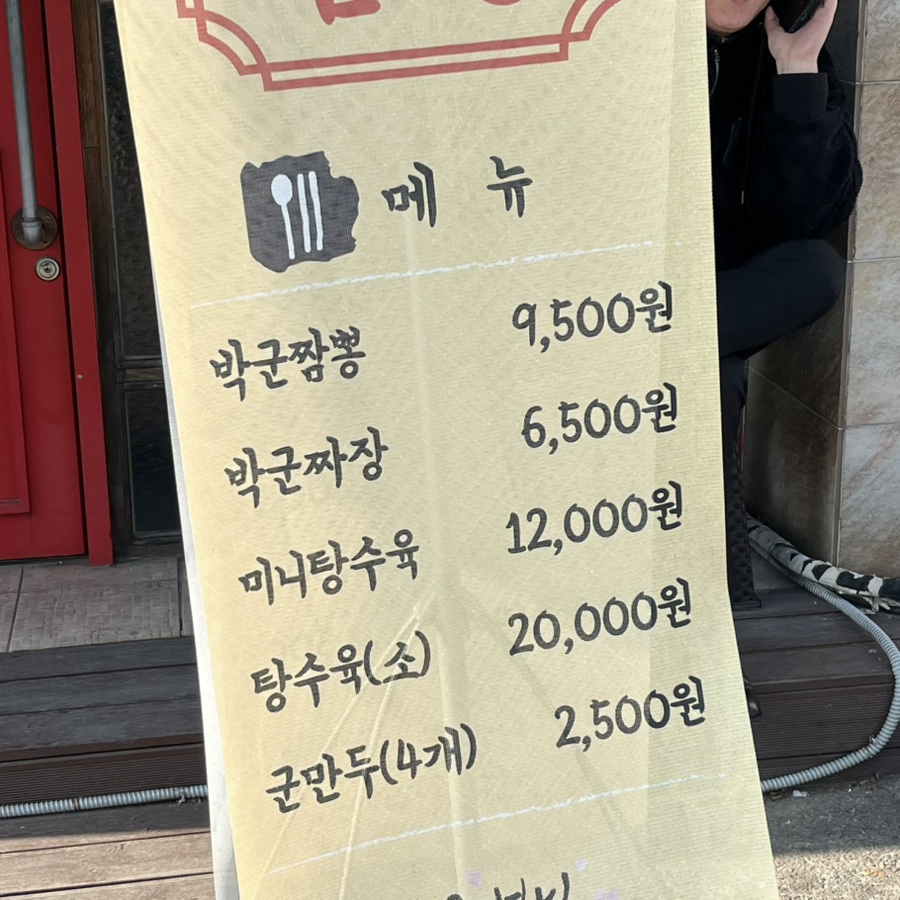 메뉴
박군짬뽕 9,500원
박군짜장 6,500원
미니탕수육 12,000원
탕수육(소) 20,000원
군만두(4개) 2,500원